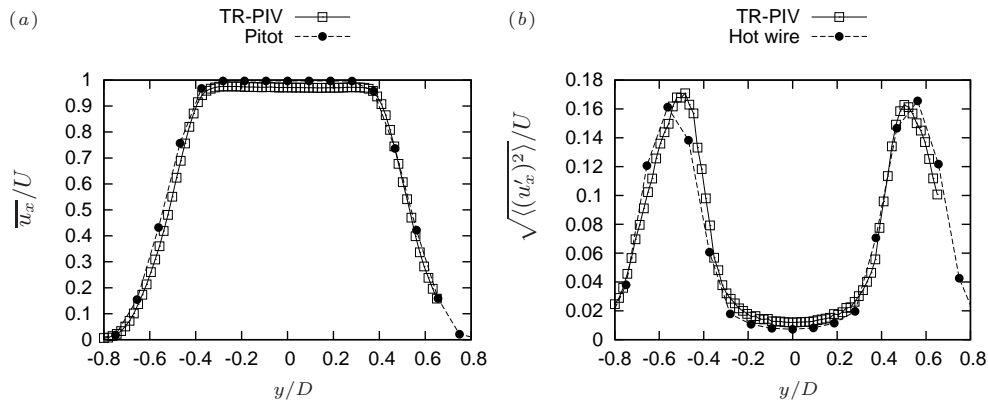 (a)
TR-PIV
Pitot
1
0.9
0.8
0.7
0.6
0.5
0.4
0.3
0.2
0.1
0
-0.8 -0.6 -0.4 -0.2 0 0.2 0.4 0.6 0.8
\overline{u_x}/U
y/D
(b)
TR-PIV
Hot wire
0.18
0.16
0.14
0.12
0.1
0.08
0.06
0.04
0.02
0
-0.8 -0.6 -0.4 -0.2 0 0.2 0.4 0.6 0.8
\sqrt{⟨(u'_x)^2⟩}/U
y/D